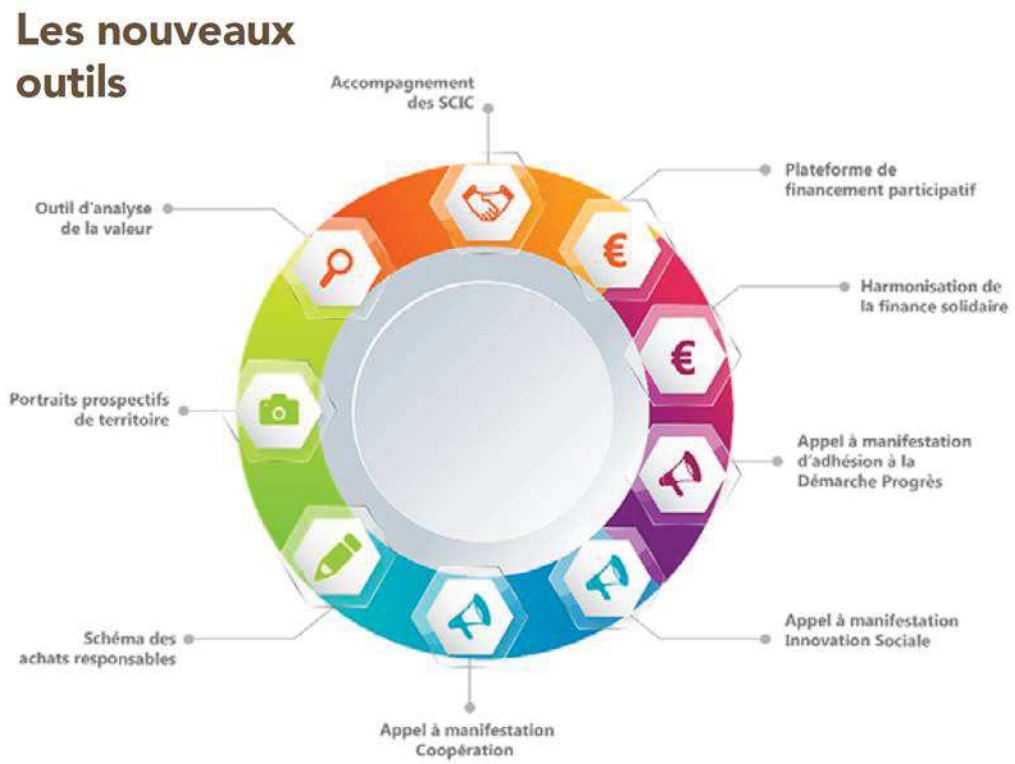 Les nouveaux
outils
Accompagnement
des SCIC
Plateforme de
financement participatif
Harmonisation de
la finance solidaire
Appel à manifestation
d'adhésion à la
Démarche Progrès
Appel à manifestation
Innovation Sociale
Appel à manifestation
Coopération
Schéma des
achats responsables
Portraits prospectifs
de territoire
Outil d'analyse
de la valeur
€
€